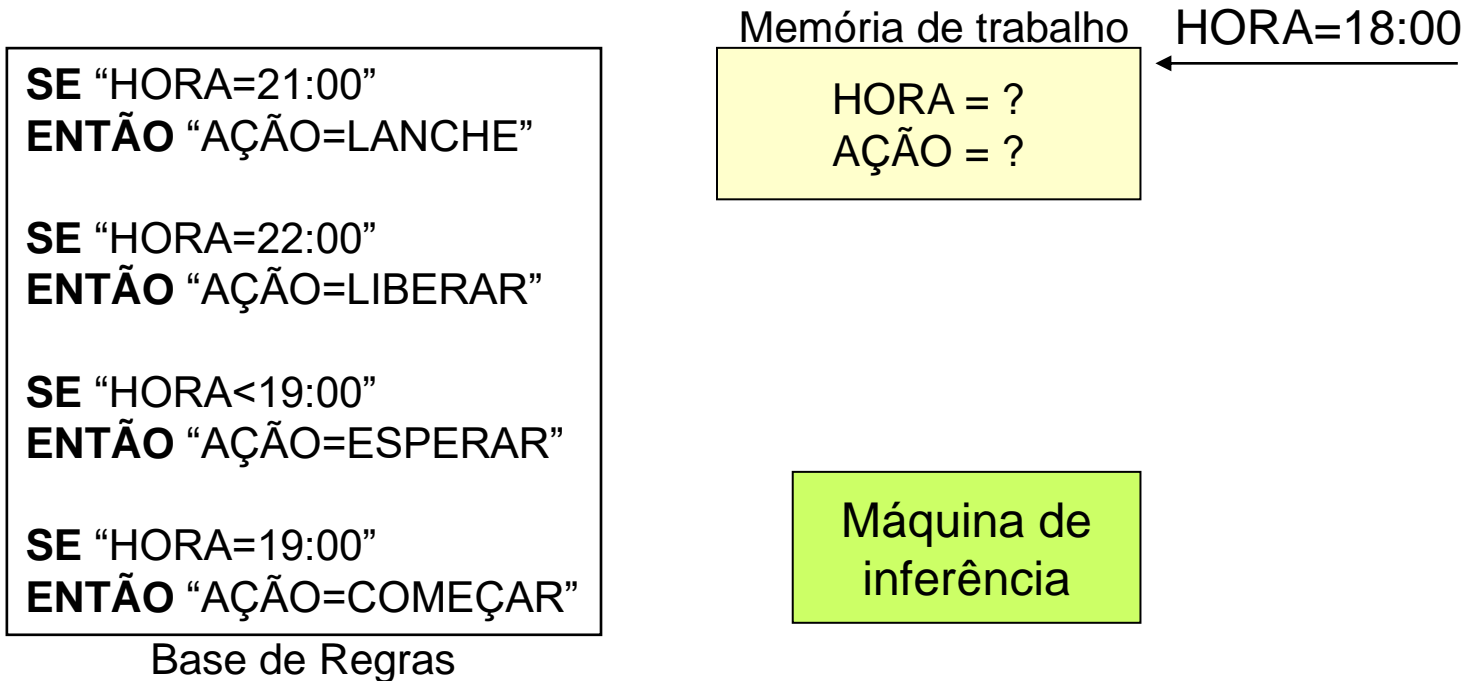 SE “HORA=21:00”
ENTÃO “AÇÃO=LANCHE”
SE “HORA=22:00”
ENTÃO “AÇÃO=LIBERAR”
SE “HORA<19:00”
ENTÃO “AÇÃO=ESPERAR”
SE “HORA=19:00”
ENTÃO “AÇÃO=COMEÇAR”
Base de Regras
Memória de trabalho
HORA = ?
AÇÃO = ?
HORA=18:00
Máquina de
inferência